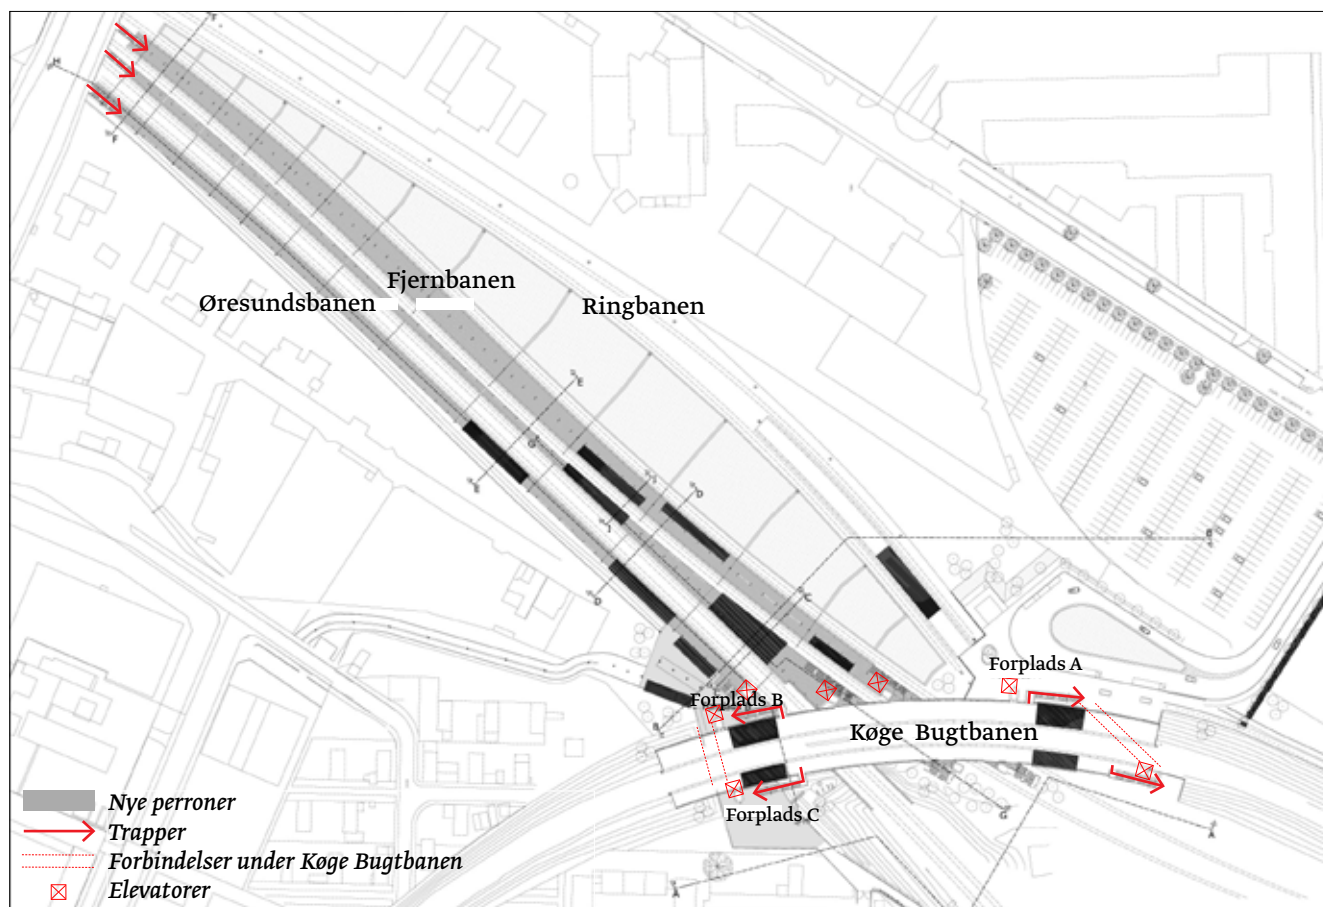 F
H
F
Fjernbanen
Øresundsbanen
Ringbanen
E
G
E
I
D
I
D
C
B
Forplads A
Forplads B
B
Køge Bugtbanen
Forplads C
G
A
A
Nye perroner
Trapper
Forbindelser under Køge Bugtbanen
Elevatorer